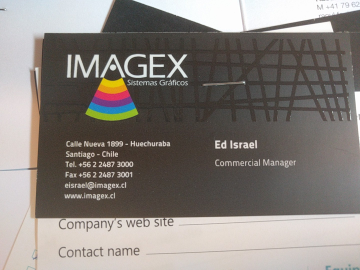 M +41 79 62
IMAGEX
Sistemas Gráficos
Calle Nueva 1899 - Huechuraba
Santiago - Chile
Tel. +56 2 2487 3000
Fax +56 2 2487 3001
eisrael@imagex.cl
www.imagex.cl
Ed Israel
Commercial Manager
Company's web site
Contact name